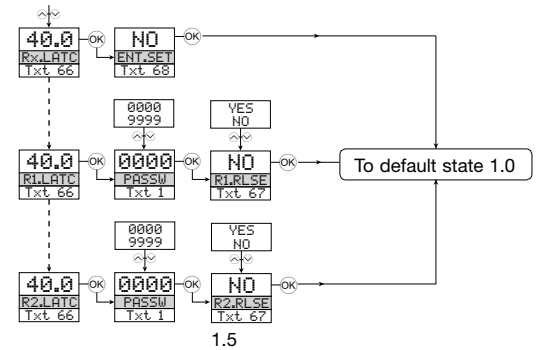 40.0 OK NO OK
Rx.LATC ENT.SET
Txt 66 Txt 68
0000 YES
9999 NO
40.0 OK 0000 OK NO OK To default state 1.0
R1.LATC PASSW R1.RLSE
Txt 66 Txt 1 Txt 67
0000 YES
9999 NO
40.0 OK 0000 OK NO OK
R2.LATC PASSW R2.RLSE
Txt 66 Txt 1 Txt 67
1.5